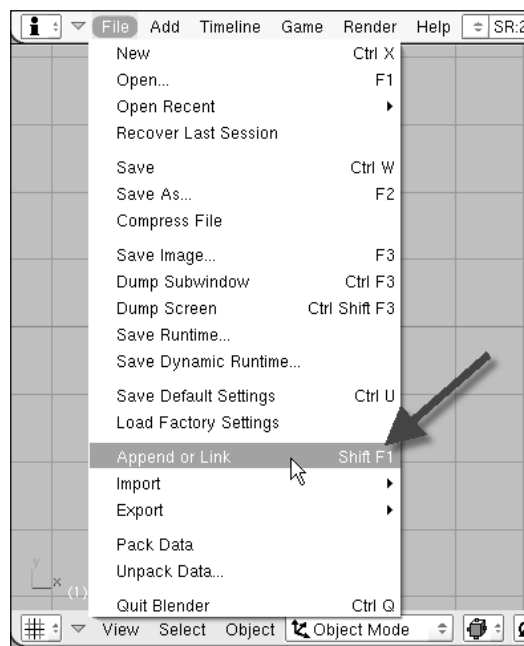 File Add Timeline Game Render Help SR:2
New Ctrl X
Open... F1
Open Recent
Recover Last Session
Save Ctrl W
Save As... F2
Compress File
Save Image... F3
Dump Subwindow Ctrl F3
Dump Screen Ctrl Shift F3
Save Runtime...
Save Dynamic Runtime...
Save Default Settings Ctrl U
Load Factory Settings
Append or Link Shift F1
Import
Export
Pack Data
Unpack Data...
Quit Blender Ctrl Q
y
x
(1)
View Select Object Object Mode